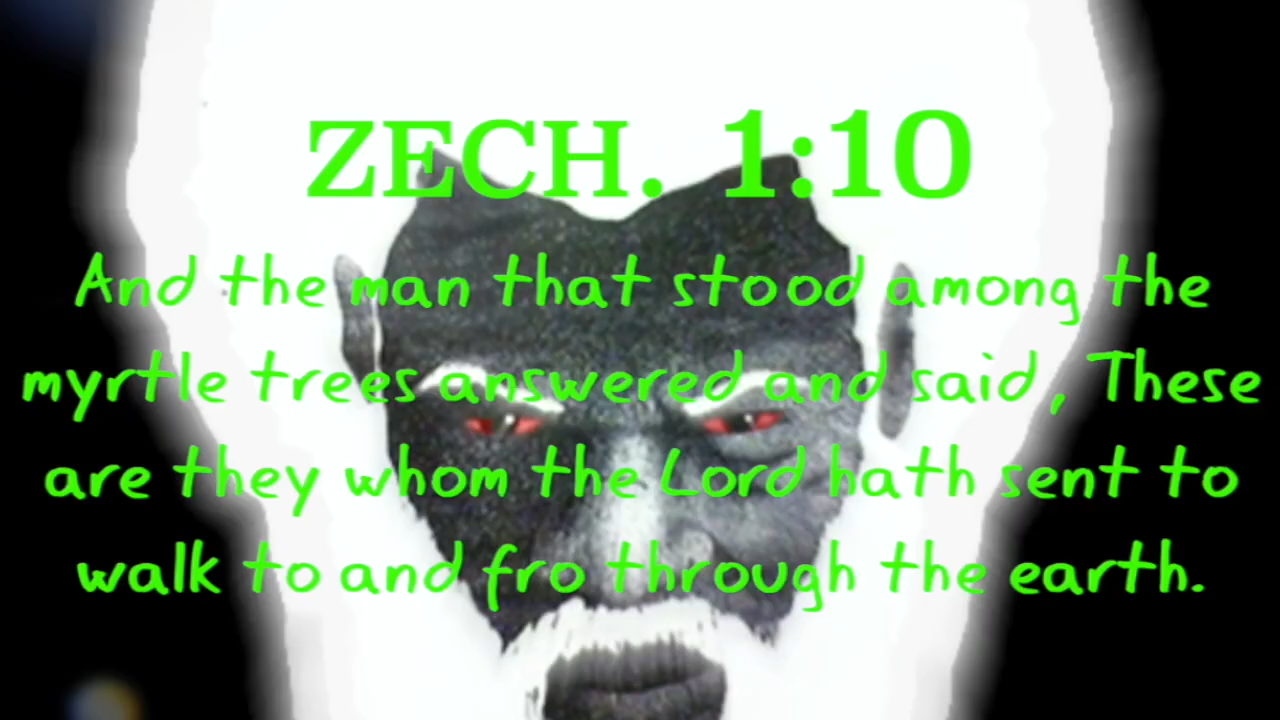 ZECH. 1:10
And the man that stood among the
myrtle trees answered and said, These
are they whom the Lord hath sent to
walk to and fro through the earth.